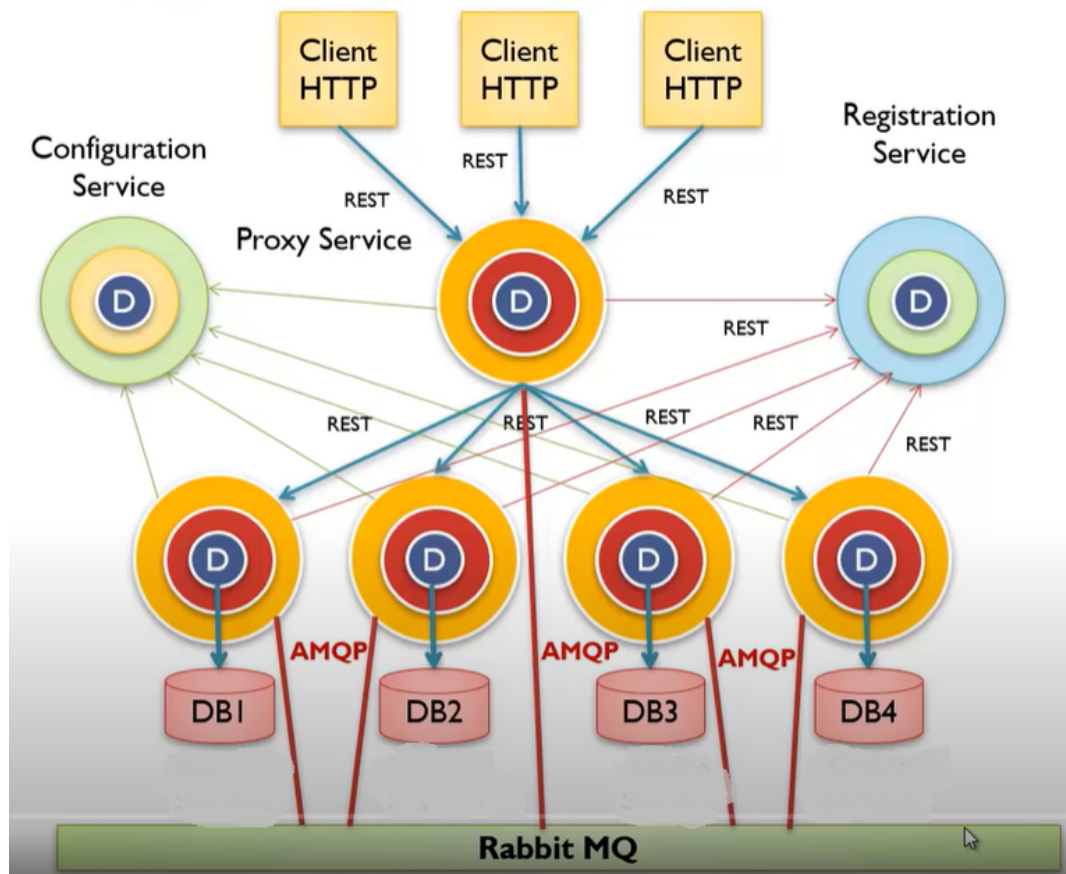 Client
HTTP
Client
HTTP
Client
HTTP
Configuration
Service
Registration
Service
REST
REST
REST
Proxy Service
D
D
D
REST
REST
REST
REST
REST
REST
D
D
D
D
AMQP
AMQP
AMQP
DB1
DB2
DB3
DB4
Rabbit MQ